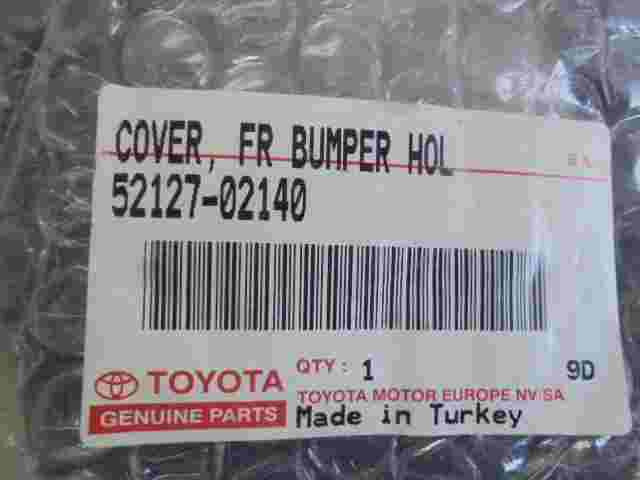 COVER, FR BUMPER HOL
52127-02140
TOYOTA
GENUINE PARTS
QTY : 1 9D
TOYOTA MOTOR EUROPE NV/SA
Made in Turkey